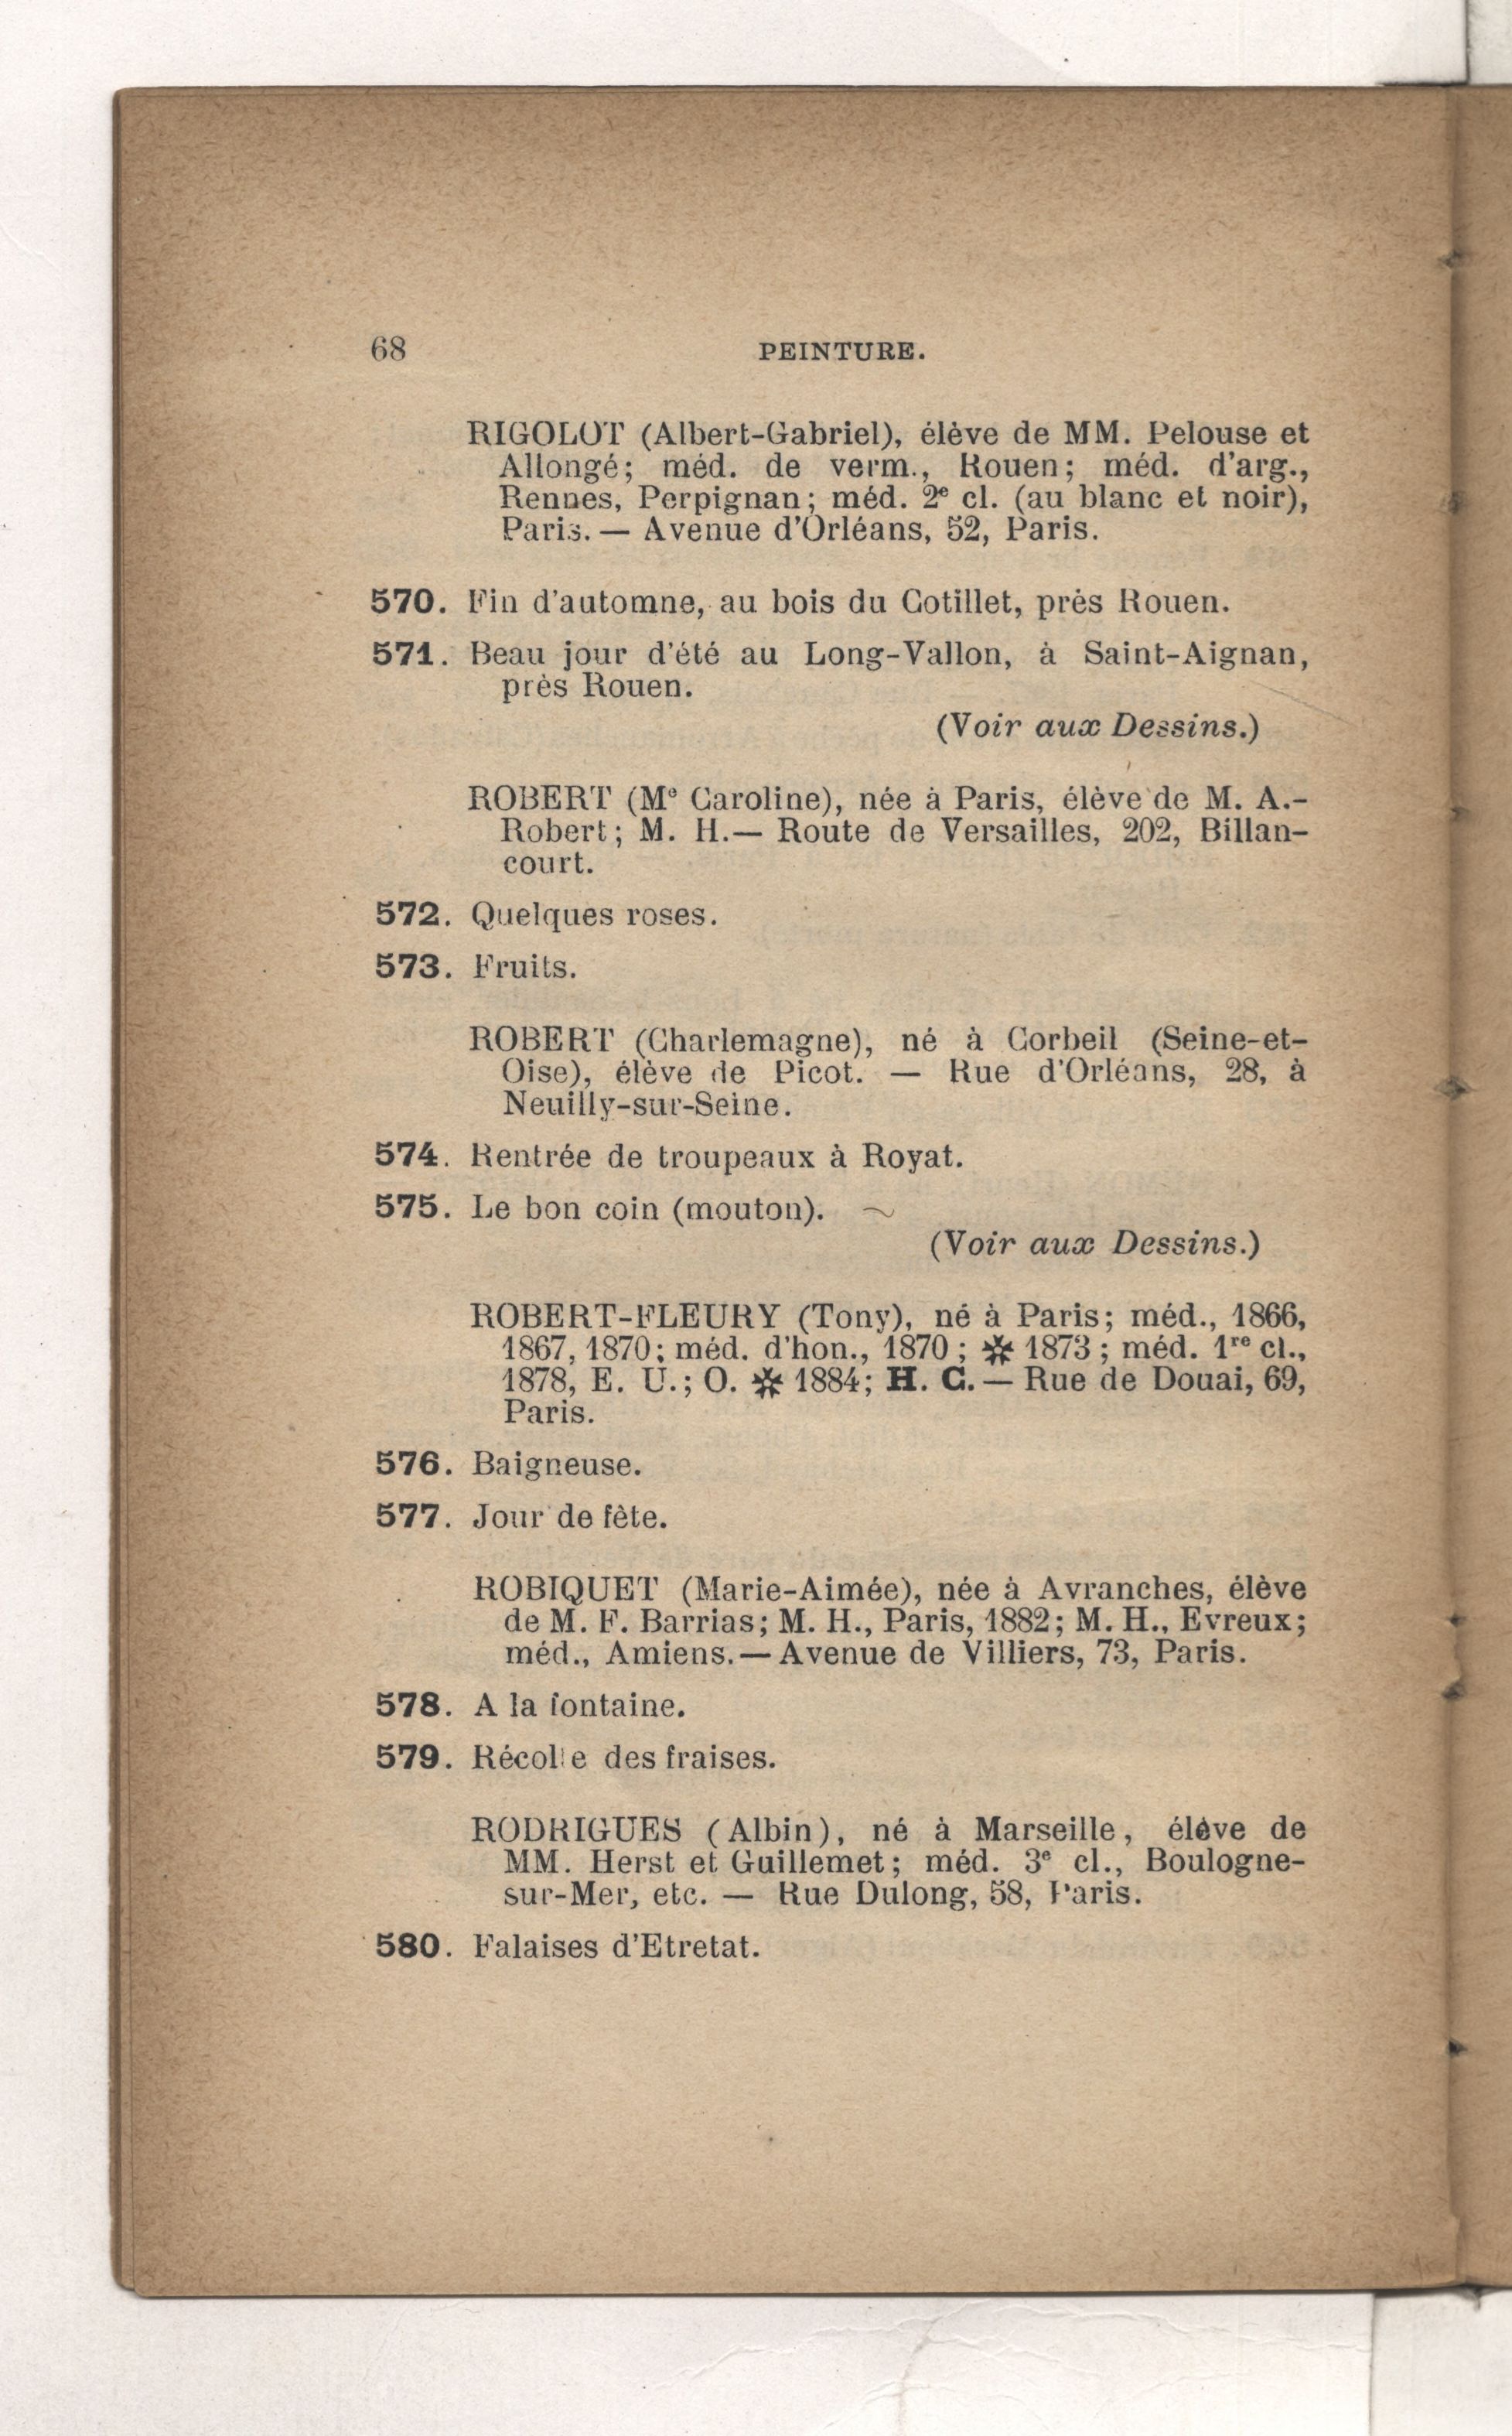 68 PEINTURE.
RIGOLOT (Albert-Gabriel), élève de MM. Pelouse et
Allongé; méd. de verm., Rouen; méd. d'arg.,
Rennes, Perpignan; méd. 2e cl. (au blanc et noir),
Paris. — Avenue d'Orléans, 52, Paris.
570. Fin d'automne, au bois du Cotillet, près Rouen.
571. Beau jour d'été au Long-Vallon, à Saint-Aignan,
près Rouen.
(Voir aux Dessins.)
ROBERT (Me Caroline), née à Paris, élève de M. A.-
Robert; M. H.— Route de Versailles, 202, Billan-
court.
572. Quelques roses.
573. Fruits.
ROBERT (Charlemagne), né à Corbeil (Seine-et-
Oise), élève de Picot. — Rue d'Orléans, 28, à
Neuilly-sur-Seine.
574. Rentrée de troupeaux à Royat.
575. Le bon coin (mouton). ~
(Voir aux Dessins.)
ROBERT-FLEURY (Tony), né à Paris; méd., 1866,
1867, 1870; méd. d'hon., 1870; ✻ 1873; méd. 1re cl.,
1878, E. U.; O. ✻ 1884; H. C. — Rue de Douai, 69,
Paris.
576. Baigneuse.
577. Jour de fête.
ROBIQUET (Marie-Aimée), née à Avranches, élève
de M. F. Barrias; M. H., Paris, 1882; M. H., Evreux;
méd., Amiens.— Avenue de Villiers, 73, Paris.
578. A la fontaine.
579. Récolte des fraises.
RODRIGUES (Albin), né à Marseille, élève de
MM. Herst et Guillemet; méd. 3e cl., Boulogne-
sur-Mer, etc. — Rue Dulong, 58, Paris.
580. Falaises d'Etretat.